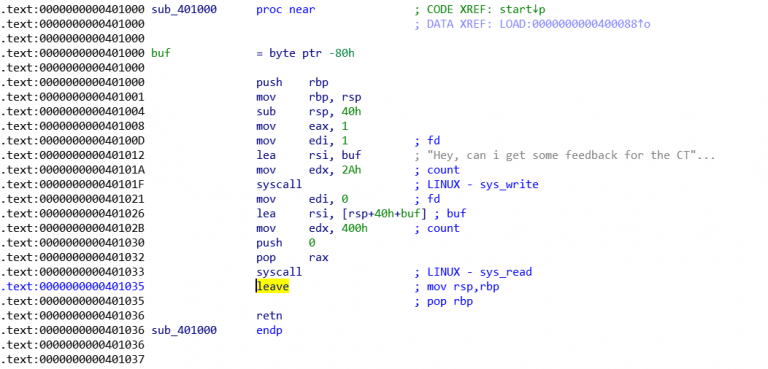 .text:0000000000401000 sub_401000      proc near               ; CODE XREF: start↓p
.text:0000000000401000                                         ; DATA XREF: LOAD:0000000000400088↑o
.text:0000000000401000
.text:0000000000401000 buf             = byte ptr -80h
.text:0000000000401000
.text:0000000000401000                 push    rbp
.text:0000000000401001                 mov     rbp, rsp
.text:0000000000401004                 sub     rsp, 40h
.text:0000000000401008                 mov     eax, 1
.text:000000000040100D                 mov     edi, 1          ; fd
.text:0000000000401012                 lea     rsi, buf        ; "Hey, can i get some feedback for the CT"...
.text:000000000040101A                 mov     edx, 2Ah        ; count
.text:000000000040101F                 syscall                 ; LINUX - sys_write
.text:0000000000401021                 mov     edi, 0          ; fd
.text:0000000000401026                 lea     rsi, [rsp+40h+buf] ; buf
.text:000000000040102B                 mov     edx, 400h       ; count
.text:0000000000401030                 push    0
.text:0000000000401032                 pop     rax
.text:0000000000401033                 syscall                 ; LINUX - sys_read
.text:0000000000401035                 leave                   ; mov rsp,rbp
.text:0000000000401035                                         ; pop rbp
.text:0000000000401036                 retn
.text:0000000000401036 sub_401000      endp
.text:0000000000401036
.text:0000000000401037